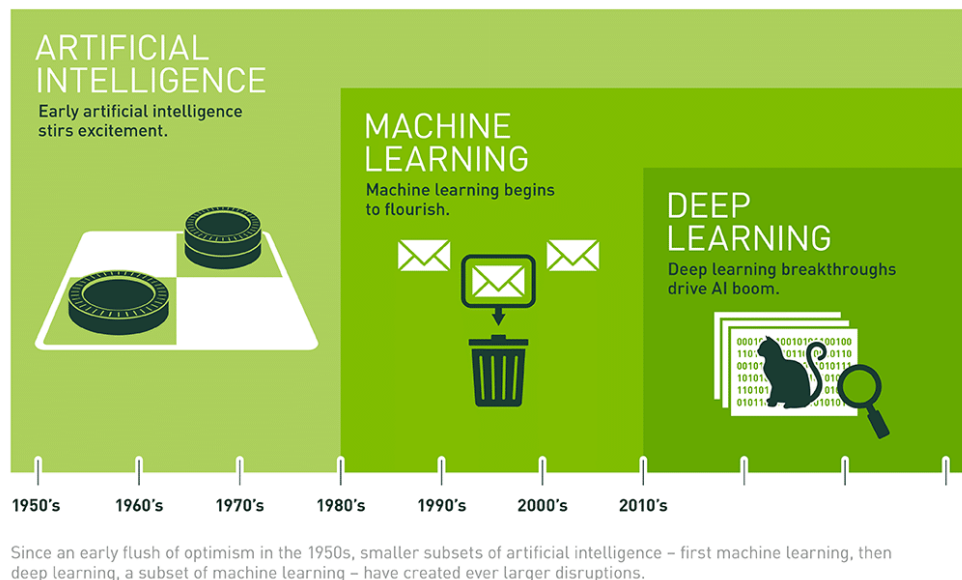 ARTIFICIAL
INTELLIGENCE
Early artificial intelligence
stirs excitement.
MACHINE
LEARNING
Machine learning begins
to flourish.
DEEP
LEARNING
Deep learning breakthroughs
drive AI boom.
1950's 1960's 1970's 1980's 1990's 2000's 2010's
Since an early flush of optimism in the 1950s, smaller subsets of artificial intelligence – first machine learning, then
deep learning, a subset of machine learning – have created ever larger disruptions.